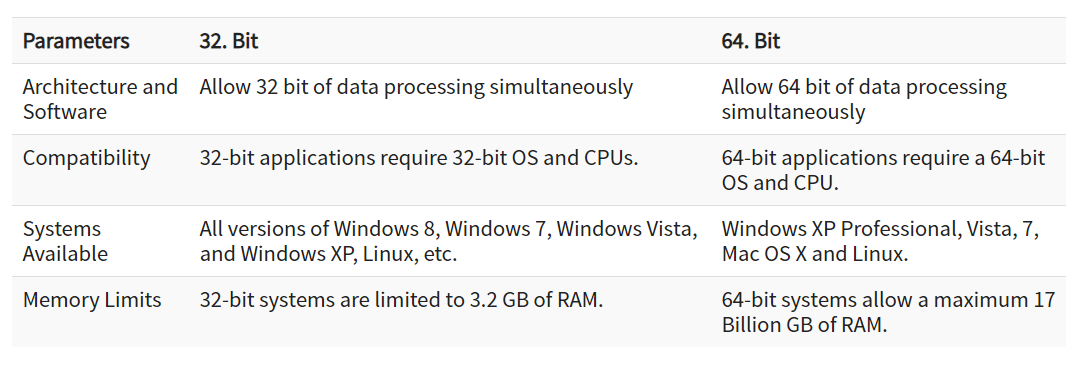 Parameters 32. Bit 64. Bit
Architecture and Software Allow 32 bit of data processing simultaneously Allow 64 bit of data processing simultaneously
Compatibility 32-bit applications require 32-bit OS and CPUs. 64-bit applications require a 64-bit OS and CPU.
Systems Available All versions of Windows 8, Windows 7, Windows Vista, and Windows XP, Linux, etc. Windows XP Professional, Vista, 7, Mac OS X and Linux.
Memory Limits 32-bit systems are limited to 3.2 GB of RAM. 64-bit systems allow a maximum 17 Billion GB of RAM.